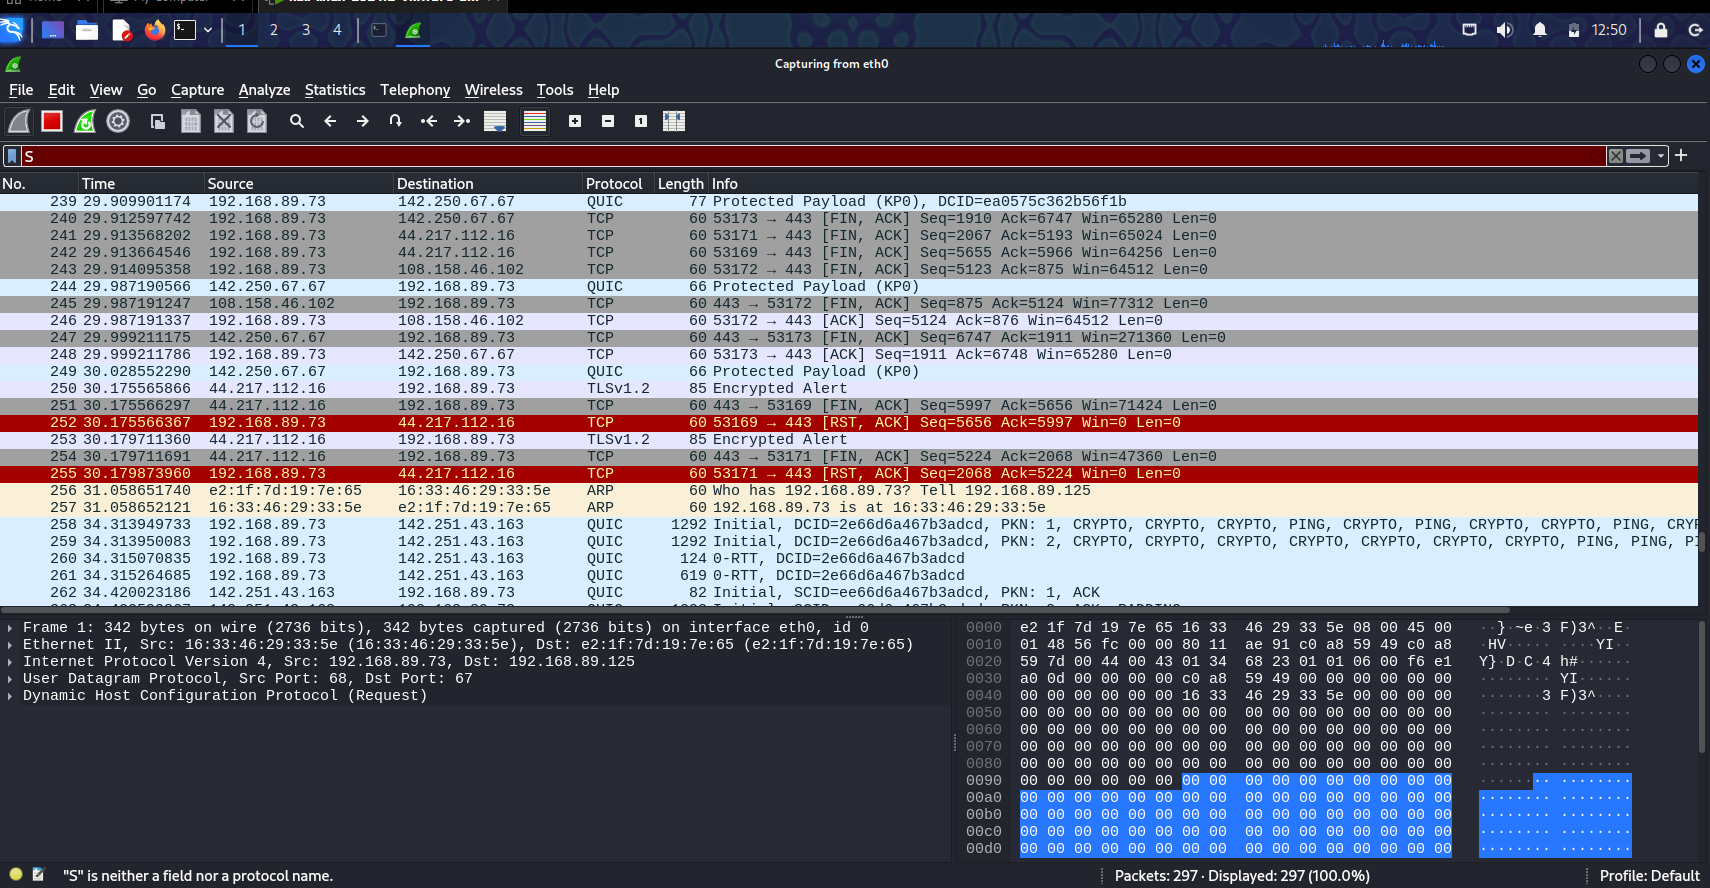 1 2 3 4 12:50
Capturing from eth0
File Edit View Go Capture Analyze Statistics Telephony Wireless Tools Help
S
No. Time Source Destination Protocol Length Info
239 29.909901174 192.168.89.73 142.250.67.67 QUIC 77 Protected Payload (KP0), DCID=ea0575c362b56f1b
240 29.912597742 192.168.89.73 142.250.67.67 TCP 60 53173 → 443 [FIN, ACK] Seq=1910 Ack=6747 Win=65280 Len=0
241 29.913568202 192.168.89.73 44.217.112.16 TCP 60 53171 → 443 [FIN, ACK] Seq=2067 Ack=5193 Win=65024 Len=0
242 29.913664546 192.168.89.73 44.217.112.16 TCP 60 53169 → 443 [FIN, ACK] Seq=5655 Ack=5966 Win=64256 Len=0
243 29.914095358 192.168.89.73 108.158.46.102 TCP 60 53172 → 443 [FIN, ACK] Seq=5123 Ack=875 Win=64512 Len=0
244 29.987190566 142.250.67.67 192.168.89.73 QUIC 66 Protected Payload (KP0)
245 29.987191247 108.158.46.102 192.168.89.73 TCP 60 443 → 53172 [FIN, ACK] Seq=875 Ack=5124 Win=77312 Len=0
246 29.987191337 192.168.89.73 108.158.46.102 TCP 60 53172 → 443 [ACK] Seq=5124 Ack=876 Win=64512 Len=0
247 29.999211175 142.250.67.67 192.168.89.73 TCP 60 443 → 53173 [FIN, ACK] Seq=6747 Ack=1911 Win=271360 Len=0
248 29.999211786 192.168.89.73 142.250.67.67 TCP 60 53173 → 443 [ACK] Seq=1911 Ack=6748 Win=65280 Len=0
249 30.028552290 142.250.67.67 192.168.89.73 QUIC 66 Protected Payload (KP0)
250 30.175565866 44.217.112.16 192.168.89.73 TLSv1.2 85 Encrypted Alert
251 30.175566297 44.217.112.16 192.168.89.73 TCP 60 443 → 53169 [FIN, ACK] Seq=5997 Ack=5656 Win=71424 Len=0
252 30.175566367 192.168.89.73 44.217.112.16 TCP 60 53169 → 443 [RST, ACK] Seq=5656 Ack=5997 Win=0 Len=0
253 30.179711360 44.217.112.16 192.168.89.73 TLSv1.2 85 Encrypted Alert
254 30.179711691 44.217.112.16 192.168.89.73 TCP 60 443 → 53171 [FIN, ACK] Seq=5224 Ack=2068 Win=47360 Len=0
255 30.179873960 192.168.89.73 44.217.112.16 TCP 60 53171 → 443 [RST, ACK] Seq=2068 Ack=5224 Win=0 Len=0
256 31.058651740 e2:1f:7d:19:7e:65 16:33:46:29:33:5e ARP 60 Who has 192.168.89.73? Tell 192.168.89.125
257 31.058652121 16:33:46:29:33:5e e2:1f:7d:19:7e:65 ARP 60 192.168.89.73 is at 16:33:46:29:33:5e
258 34.313949733 192.168.89.73 142.251.43.163 QUIC 1292 Initial, DCID=2e66d6a467b3adcd, PKN: 1, CRYPTO, CRYPTO, CRYPTO, PING, CRYPTO, PING, CRYPTO, CRYPTO, PING,
259 34.313950083 192.168.89.73 142.251.43.163 QUIC 1292 Initial, DCID=2e66d6a467b3adcd, PKN: 2, CRYPTO, CRYPTO, CRYPTO, CRYPTO, CRYPTO, CRYPTO, CRYPTO, PING, PING,
260 34.315070835 192.168.89.73 142.251.43.163 QUIC 124 0-RTT, DCID=2e66d6a467b3adcd
261 34.315264685 192.168.89.73 142.251.43.163 QUIC 619 0-RTT, DCID=2e66d6a467b3adcd
262 34.420023186 142.251.43.163 192.168.89.73 QUIC 82 Initial, SCID=ee66d6a467b3adcd, PKN: 1, ACK
Frame 1: 342 bytes on wire (2736 bits), 342 bytes captured (2736 bits) on interface eth0, id 0
Ethernet II, Src: 16:33:46:29:33:5e (16:33:46:29:33:5e), Dst: e2:1f:7d:19:7e:65 (e2:1f:7d:19:7e:65)
Internet Protocol Version 4, Src: 192.168.89.73, Dst: 192.168.89.125
User Datagram Protocol, Src Port: 68, Dst Port: 67
Dynamic Host Configuration Protocol (Request)
0000 e2 1f 7d 19 7e 65 16 33 46 29 33 5e 08 00 45 00 ··}·~e·3 F)3^··E·
0010 01 48 56 fc 00 00 80 11 ae 91 c0 a8 59 49 c0 a8 ·HV····· ····YI··
0020 59 7d 00 44 00 43 01 34 68 23 01 01 06 00 f6 e1 Y}·D·C·4 h#······
0030 a0 0d 00 00 00 00 c0 a8 59 49 00 00 00 00 00 00 ········ YI······
0040 00 00 00 00 00 00 16 33 46 29 33 5e 00 00 00 00 ·······3 F)3^····
0050 00 00 00 00 00 00 00 00 00 00 00 00 00 00 00 00 ········ ········
0060 00 00 00 00 00 00 00 00 00 00 00 00 00 00 00 00 ········ ········
0070 00 00 00 00 00 00 00 00 00 00 00 00 00 00 00 00 ········ ········
0080 00 00 00 00 00 00 00 00 00 00 00 00 00 00 00 00 ········ ········
0090 00 00 00 00 00 00 00 00 00 00 00 00 00 00 00 00 ········ ········
00a0 00 00 00 00 00 00 00 00 00 00 00 00 00 00 00 00 ········ ········
00b0 00 00 00 00 00 00 00 00 00 00 00 00 00 00 00 00 ········ ········
00c0 00 00 00 00 00 00 00 00 00 00 00 00 00 00 00 00 ········ ········
00d0 00 00 00 00 00 00 00 00 00 00 00 00 00 00 00 00 ········ ········
"S" is neither a field nor a protocol name. Packets: 297 · Displayed: 297 (100.0%) Profile: Default